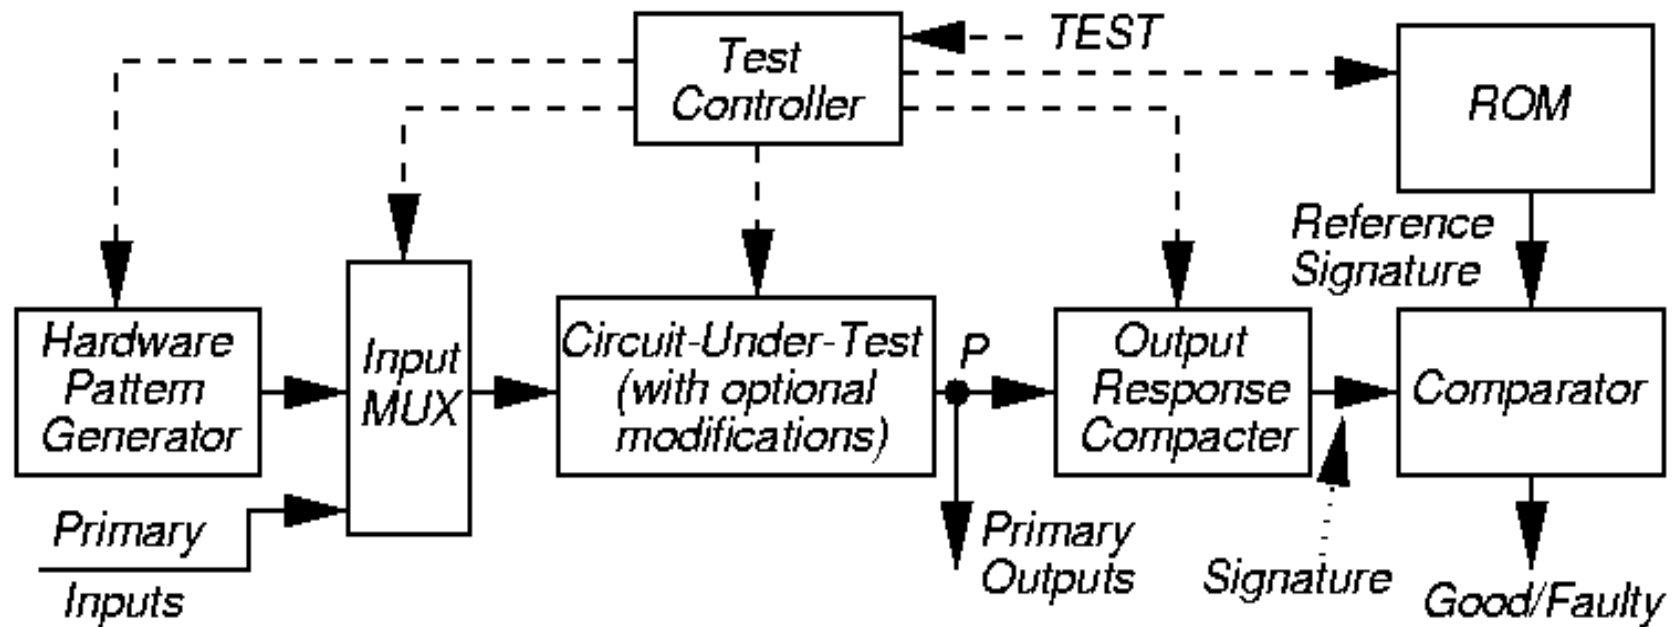 TEST
Test
Controller
ROM
Reference
Signature
Hardware
Pattern
Generator
Input
MUX
Circuit-Under-Test
(with optional
modifications)
P
Output
Response
Compacter
Comparator
Primary
Inputs
Primary
Outputs
Signature
Good/Faulty